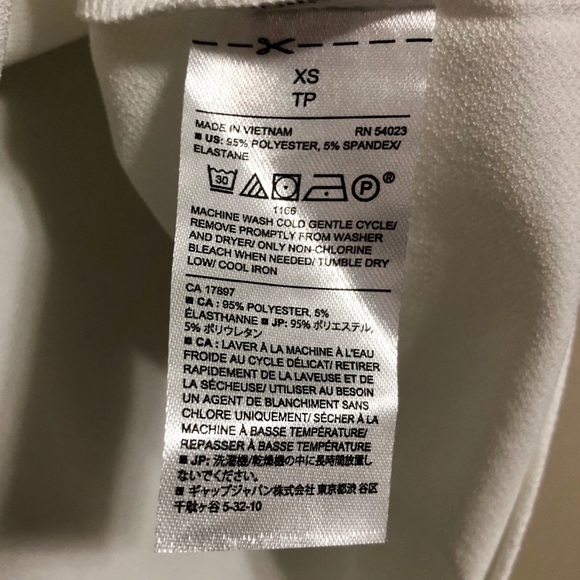 XS
TP
MADE IN VIETNAM RN 54023
■ US: 95% POLYESTER, 5% SPANDEX/
ELASTANE
30 P ®
1106
MACHINE WASH COLD GENTLE CYCLE/
REMOVE PROMPTLY FROM WASHER
AND DRYER/ ONLY NON-CHLORINE
BLEACH WHEN NEEDED/ TUMBLE DRY
LOW/ COOL IRON
CA 17897
■ CA : 95% POLYESTER, 5%
ÉLASTHANNE ■ JP: 95% ポリエステル,
5% ポリウレタン
■ CA : LAVER À LA MACHINE À L'EAU
FROIDE AU CYCLE DÉLICAT/ RETIRER
RAPIDEMENT DE LA LAVEUSE ET DE
LA SÉCHEUSE/ UTILISER AU BESOIN
UN AGENT DE BLANCHIMENT SANS
CHLORE UNIQUEMENT/ SÉCHER À LA
MACHINE À BASSE TEMPÉRATURE/
REPASSER À BASSE TEMPÉRATURE
■ JP: 洗濯機/乾燥機の中に長時間放置し
ないでください。
■ ギャップジャパン株式会社 東京都渋 谷区
千駄ヶ谷 5-32-10